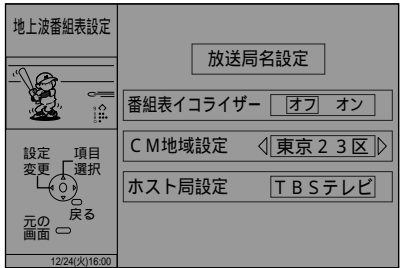 地上波番組表設定
放送局名設定
番組表イコライザー オフ オン
ＣＭ地域設定 東京２３区
ホスト局設定 ＴＢＳテレビ
設定 項目
変更 選択
戻る
元の
画面
12/24(火)16:00